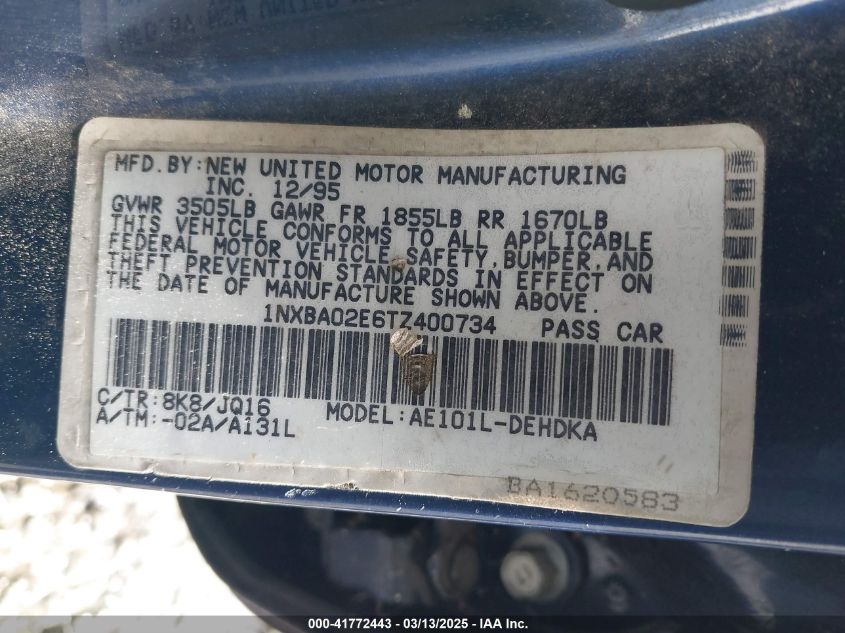 MFD.BY:NEW UNITED MOTOR MANUFACTURING
INC. 12/95
GVWR 3505LB GAWR FR 1855LB RR 1670LB
THIS VEHICLE CONFORMS TO ALL APPLICABLE
FEDERAL MOTOR VEHICLE SAFETY,BUMPER,AND
THEFT PREVENTION STANDARDS IN EFFECT ON
THE DATE OF MANUFACTURE SHOWN ABOVE.
1NXBA02E6TZ400734 PASS CAR
C/TR:8K8/JQ16 MODEL:AE101L-DEHDKA
A/TM:-02A/A131L
BA1620583
000-41772443 - 03/13/2025 - IAA Inc.